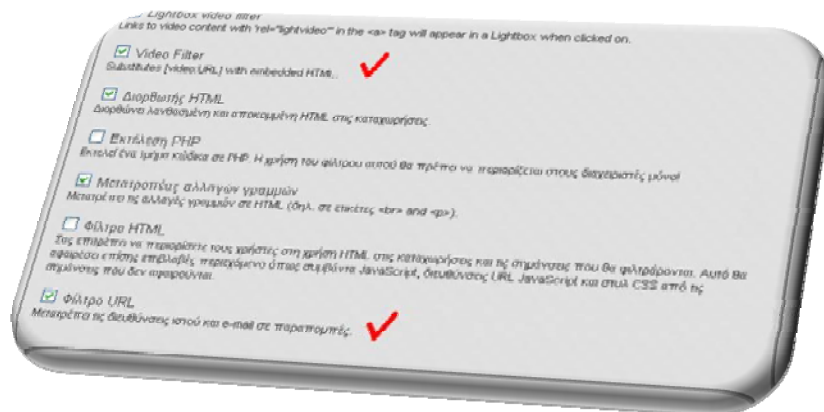 Lightbox video filter
Links to video content with 'rel="lightvideo"' in the <a> tag will appear in a Lightbox when clicked on.
Video Filter
Substitutes [video:URL] with embedded HTML.
Διορθωτής HTML
Διορθώνει λανθασμένη και αποκομμένη HTML στις καταχωρήσεις.
Εκτέλεση PHP
Εκτελεί ένα τμήμα κώδικα σε PHP. Η χρήση του φίλτρου αυτού θα πρέπει να περιορίζεται στους διαχειριστές μόνο!
Μετατροπέας αλλαγών γραμμών
Μετατρέπει τις αλλαγές γραμμών σε HTML (δηλ. σε ετικέτες <br> and <p>).
Φίλτρο HTML
Σας επιτρέπει να περιορίσετε τους χρήστες στη χρήση HTML στις καταχωρήσεις και τις σημάνσεις που θα φιλτράρονται. Αυτό θα
αφαιρέσει επίσης επιβλαβές περιεχόμενο όπως συμβάντα JavaScript, διευθύνσεις URL JavaScript και στυλ CSS από τις
σημάνσεις που δεν αφαιρούνται.
Φίλτρο URL
Μετατρέπει τις διευθύνσεις ιστού και e-mail σε παραπομπές.